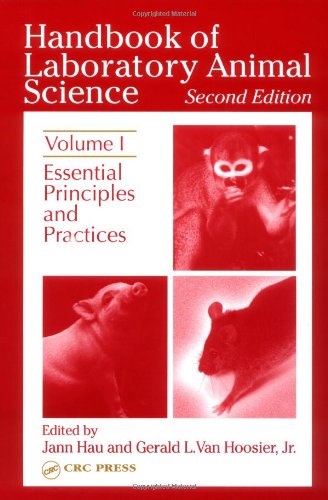 Handbook of
Laboratory Animal
Science Second Edition
Volume I
Essential
Principles and
Practices
Edited by
Jann Hau and Gerald L. Van Hoosier, Jr.
CRC CRC PRESS